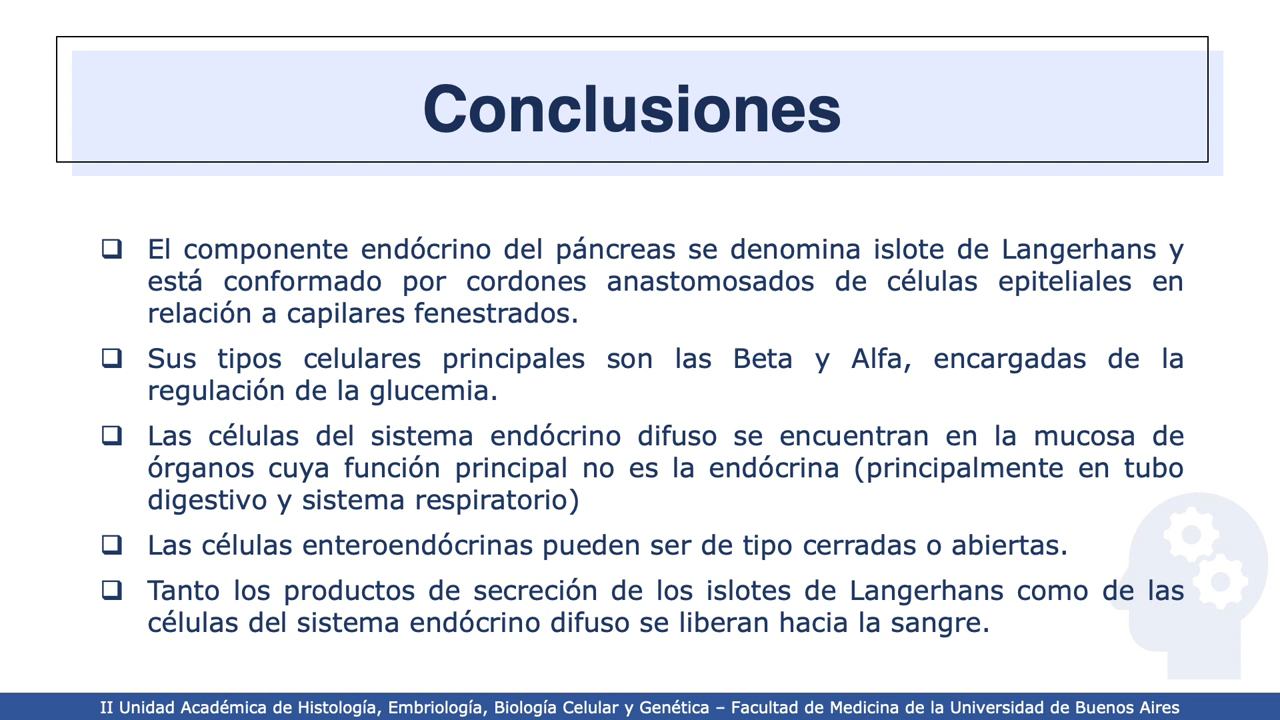 Conclusiones
❑ El componente endócrino del páncreas se denomina islote de Langerhans y
está conformado por cordones anastomosados de células epiteliales en
relación a capilares fenestrados.
❑ Sus tipos celulares principales son las Beta y Alfa, encargadas de la
regulación de la glucemia.
❑ Las células del sistema endócrino difuso se encuentran en la mucosa de
órganos cuya función principal no es la endócrina (principalmente en tubo
digestivo y sistema respiratorio)
❑ Las células enteroendócrinas pueden ser de tipo cerradas o abiertas.
❑ Tanto los productos de secreción de los islotes de Langerhans como de las
células del sistema endócrino difuso se liberan hacia la sangre.
II Unidad Académica de Histología, Embriología, Biología Celular y Genética – Facultad de Medicina de la Universidad de Buenos Aires